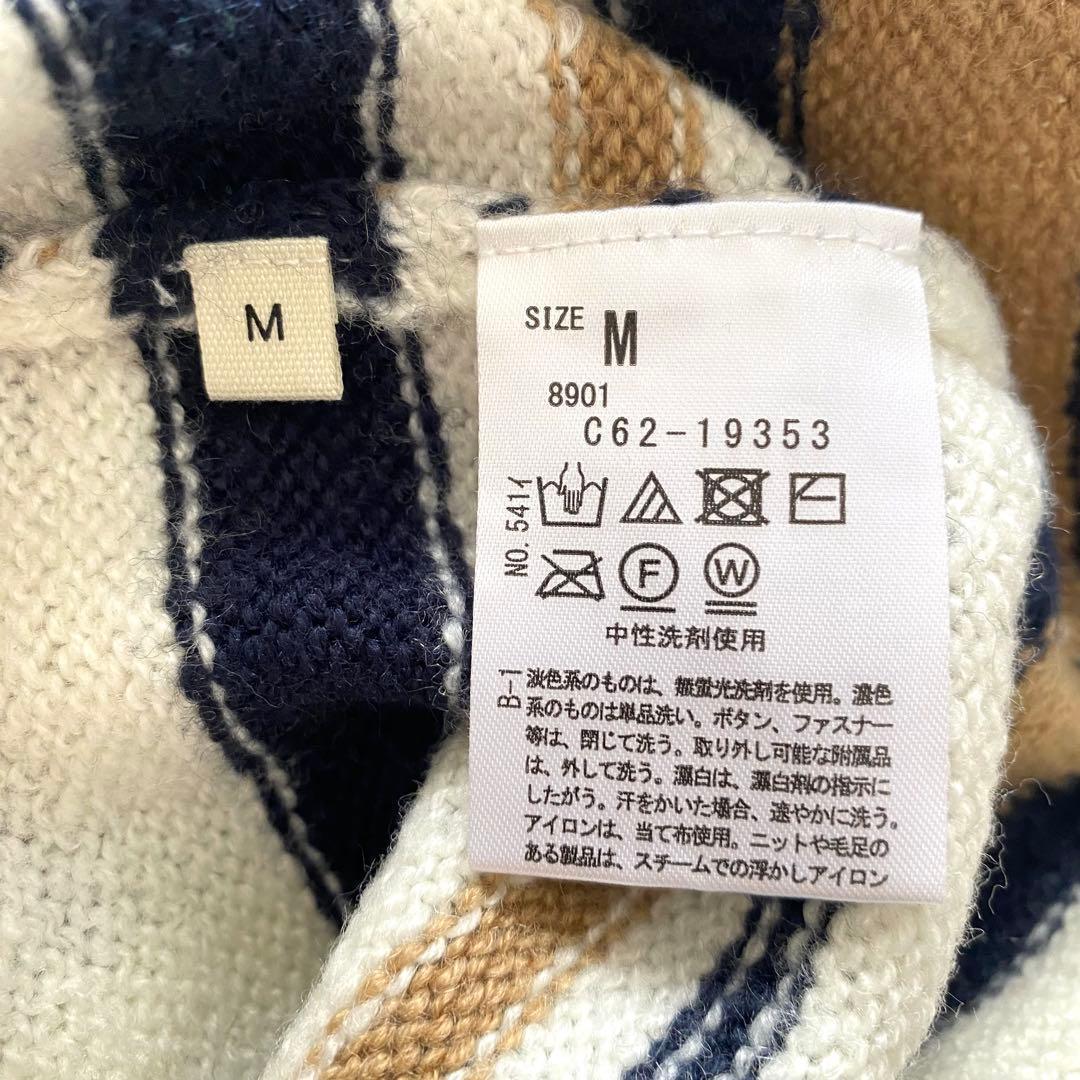 M
SIZE M
8901
C62-19353
NO.541イ
F W
中性洗剤使用
B-1
淡色系のものは、無蛍光洗剤を使用。濃色
系のものは単品洗い。ボタン、ファスナー
等は、閉じて洗う。取り外し可能な附属品
は、外して洗う。漂白は、漂白剤の指示に
したがう。汗をかいた場合、速やかに洗う。
アイロンは、当て布使用。ニットや毛足の
ある製品は、スチームでの浮かしアイロン